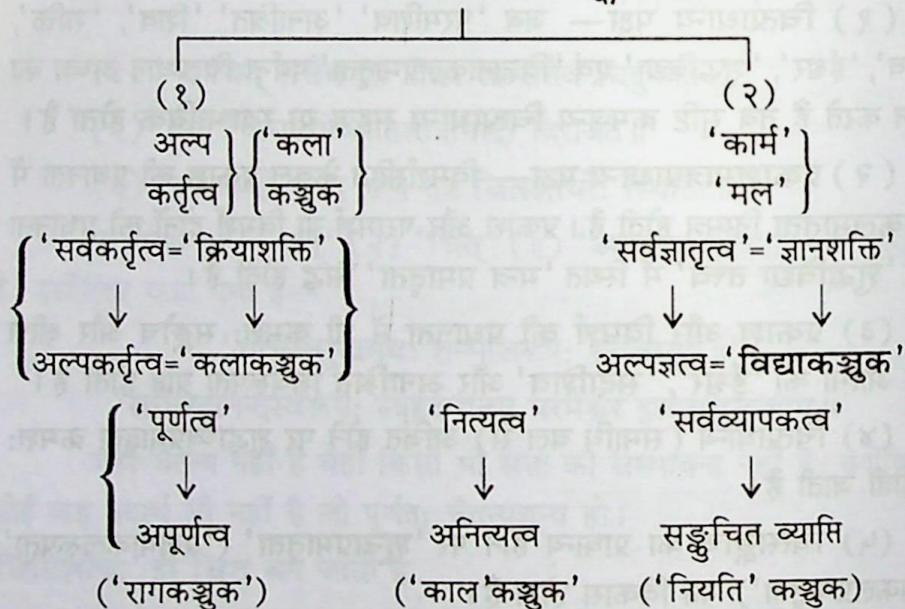 (१) (२)
अल्प 'कला' 'कार्म'
कर्तृत्व कञ्चुक 'मल'
'सर्वकर्तृत्व='क्रियाशक्ति' 'सर्वज्ञातृत्व'='ज्ञानशक्ति'
अल्पकर्तृत्व='कलाकञ्चुक' अल्पज्ञत्व='विद्याकञ्चुक'
'पूर्णत्व' 'नित्यत्व' 'सर्वव्यापकत्व'
अपूर्णत्व अनित्यत्व सङ्कुचित व्याप्ति
('रागकञ्चुक') ('काल'कञ्चुक' ('नियति' कञ्चुक)